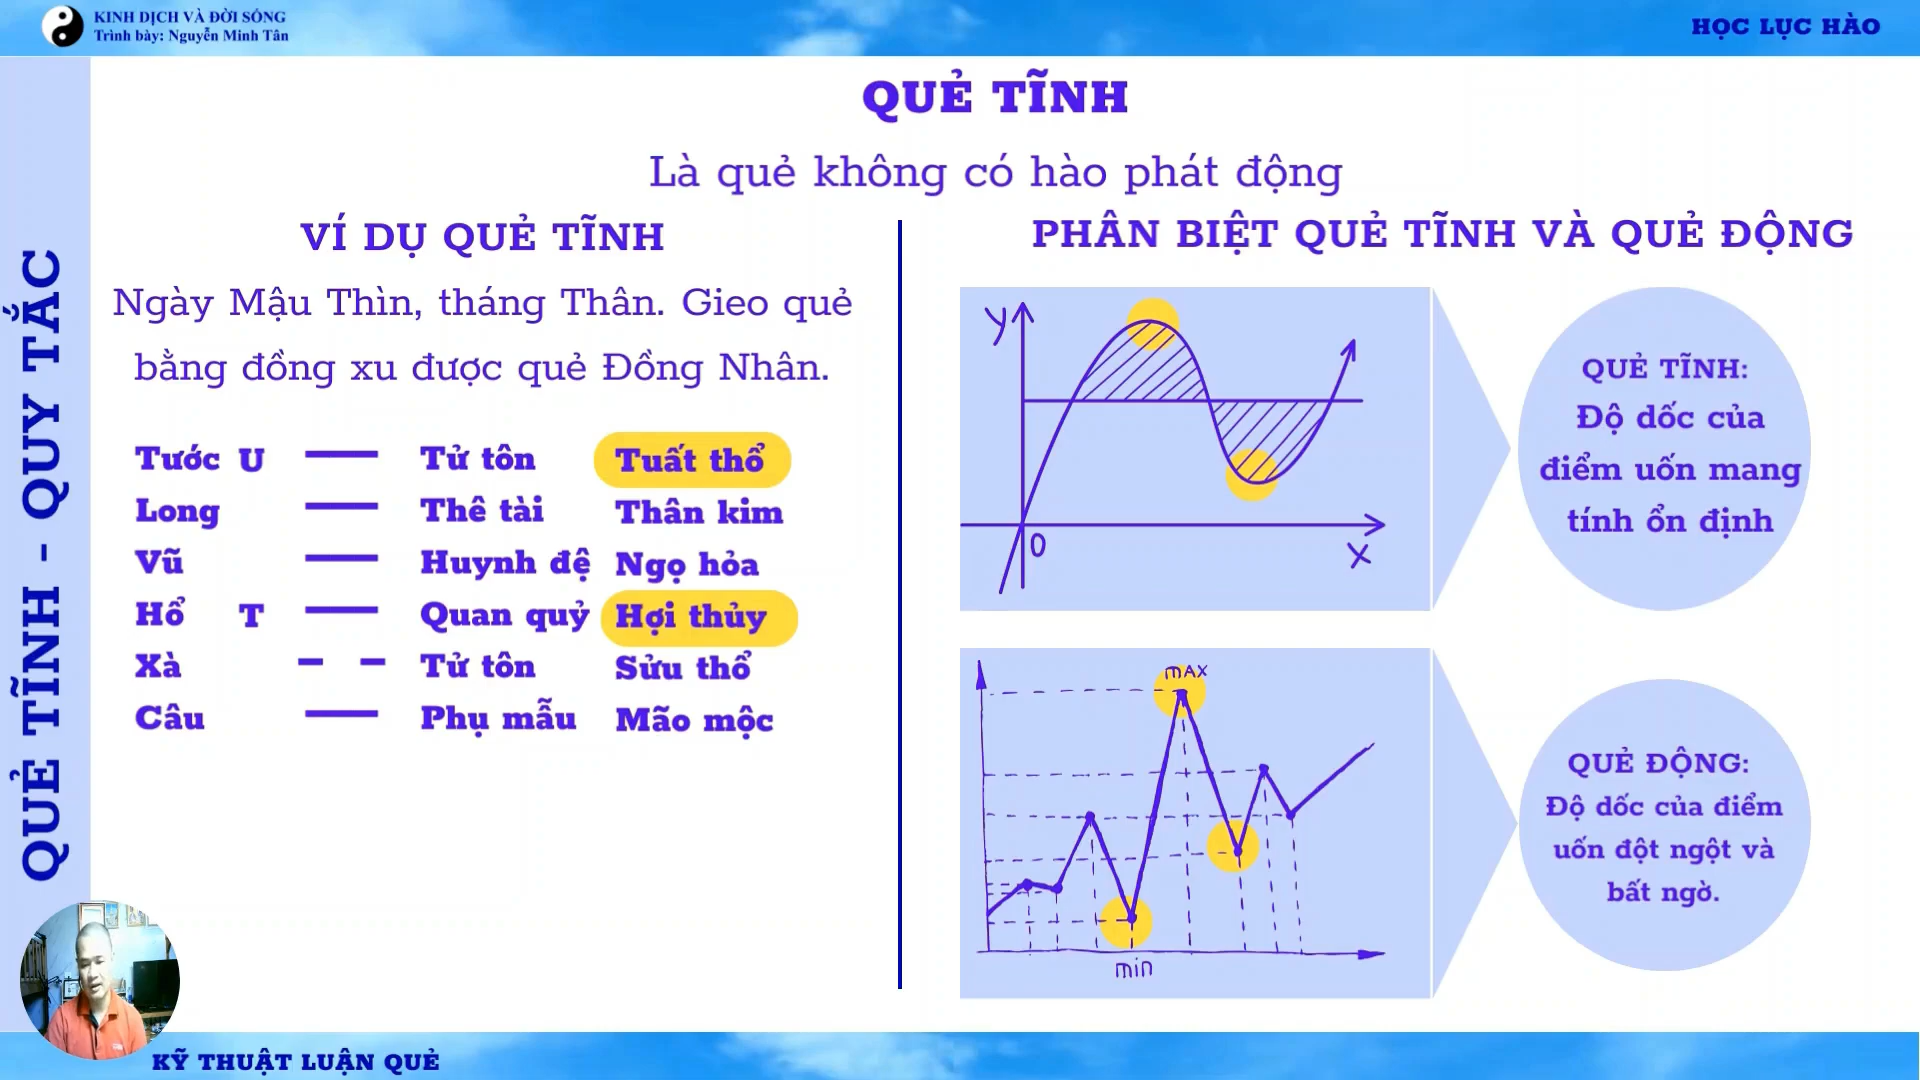 KINH DỊCH VÀ ĐỜI SỐNG
Trình bày: Nguyễn Minh Tân
HỌC LỤC HÀO
QUẺ TĨNH - QUY TẮC
QUẺ TĨNH
Là quẻ không có hào phát động
VÍ DỤ QUẺ TĨNH
Ngày Mậu Thìn, tháng Thân. Gieo quẻ
bằng đồng xu được quẻ Đồng Nhân.
Tước U Tử tôn Tuất thổ
Long Thê tài Thân kim
Vũ Huynh đệ Ngọ hỏa
Hổ T Quan quỷ Hợi thủy
Xà Tử tôn Sửu thổ
Câu Phụ mẫu Mão mộc
PHÂN BIỆT QUẺ TĨNH VÀ QUẺ ĐỘNG
y
0
x
QUẺ TĨNH:
Độ dốc của
điểm uốn mang
tính ổn định
mAx
min
QUẺ ĐỘNG:
Độ dốc của điểm
uốn đột ngột và
bất ngờ.
KỸ THUẬT LUẬN QUẺ